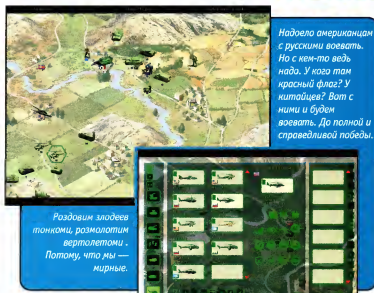 Надоело американцам
с русскими воевать.
Но с кем-то ведь
надо. У кого там
красный флаг? У
китайцев? Вот с
ними и будем
воевать. До полной и
справедливой победы.
Раздавим злодеев
танками, размолотим
вертолетами .
Потому, что мы —
мирные.